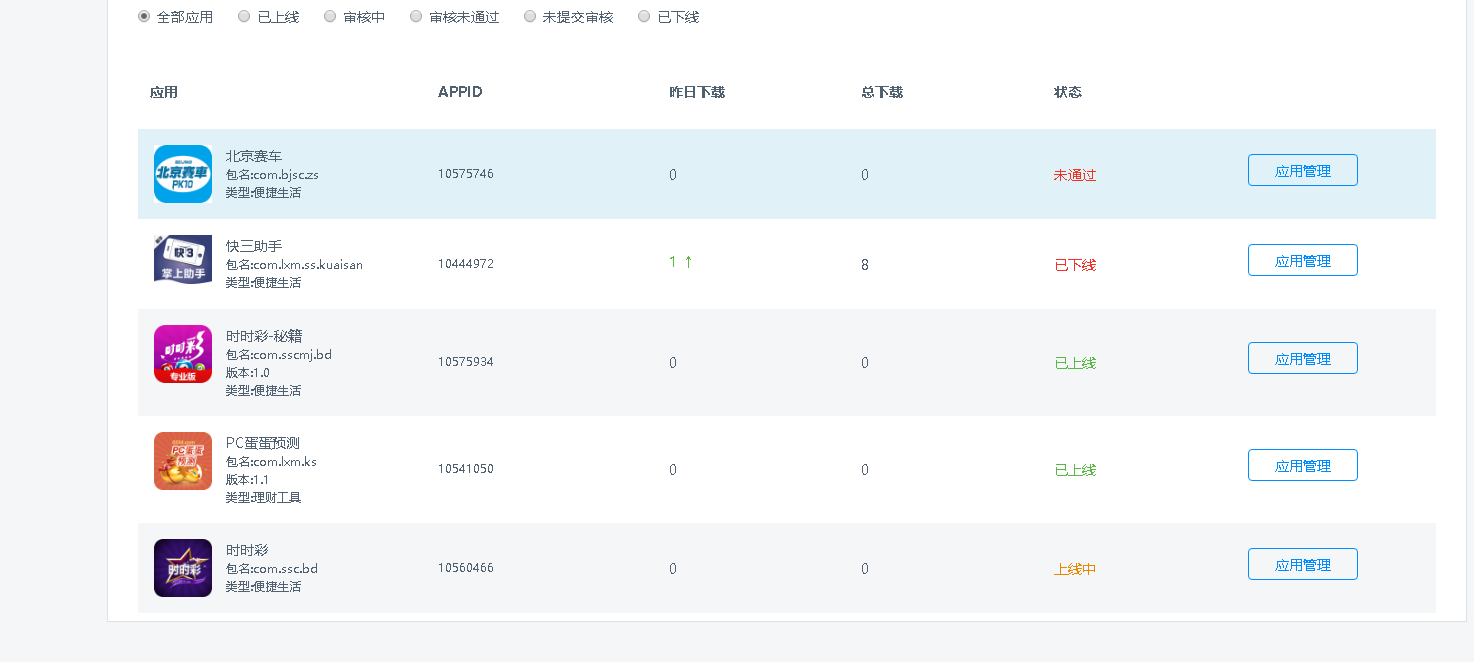 全部应用 已上线 审核中 审核未通过 未提交审核 已下线
应用 APPID 昨日下载 总下载 状态
北京赛车
包名:com.bjsc.zs
类型:便捷生活
10575746 0 0 未通过 应用管理
北京赛車
PK10
快三助手
包名:com.lxm.ss.kuaisan
类型:便捷生活
10444972 1 ↑ 8 已下线 应用管理
快3
掌上助手
时时彩-秘籍
包名:com.sscmj.bd
版本:1.0
类型:便捷生活
10575934 0 0 已上线 应用管理
时时彩
专业版
PC蛋蛋预测
包名:com.lxm.ks
版本:1.1
类型:理财工具
10541050 0 0 已上线 应用管理
PC蛋蛋
预测
时时彩
包名:com.ssc.bd
类型:便捷生活
10560466 0 0 上线中 应用管理
时时彩